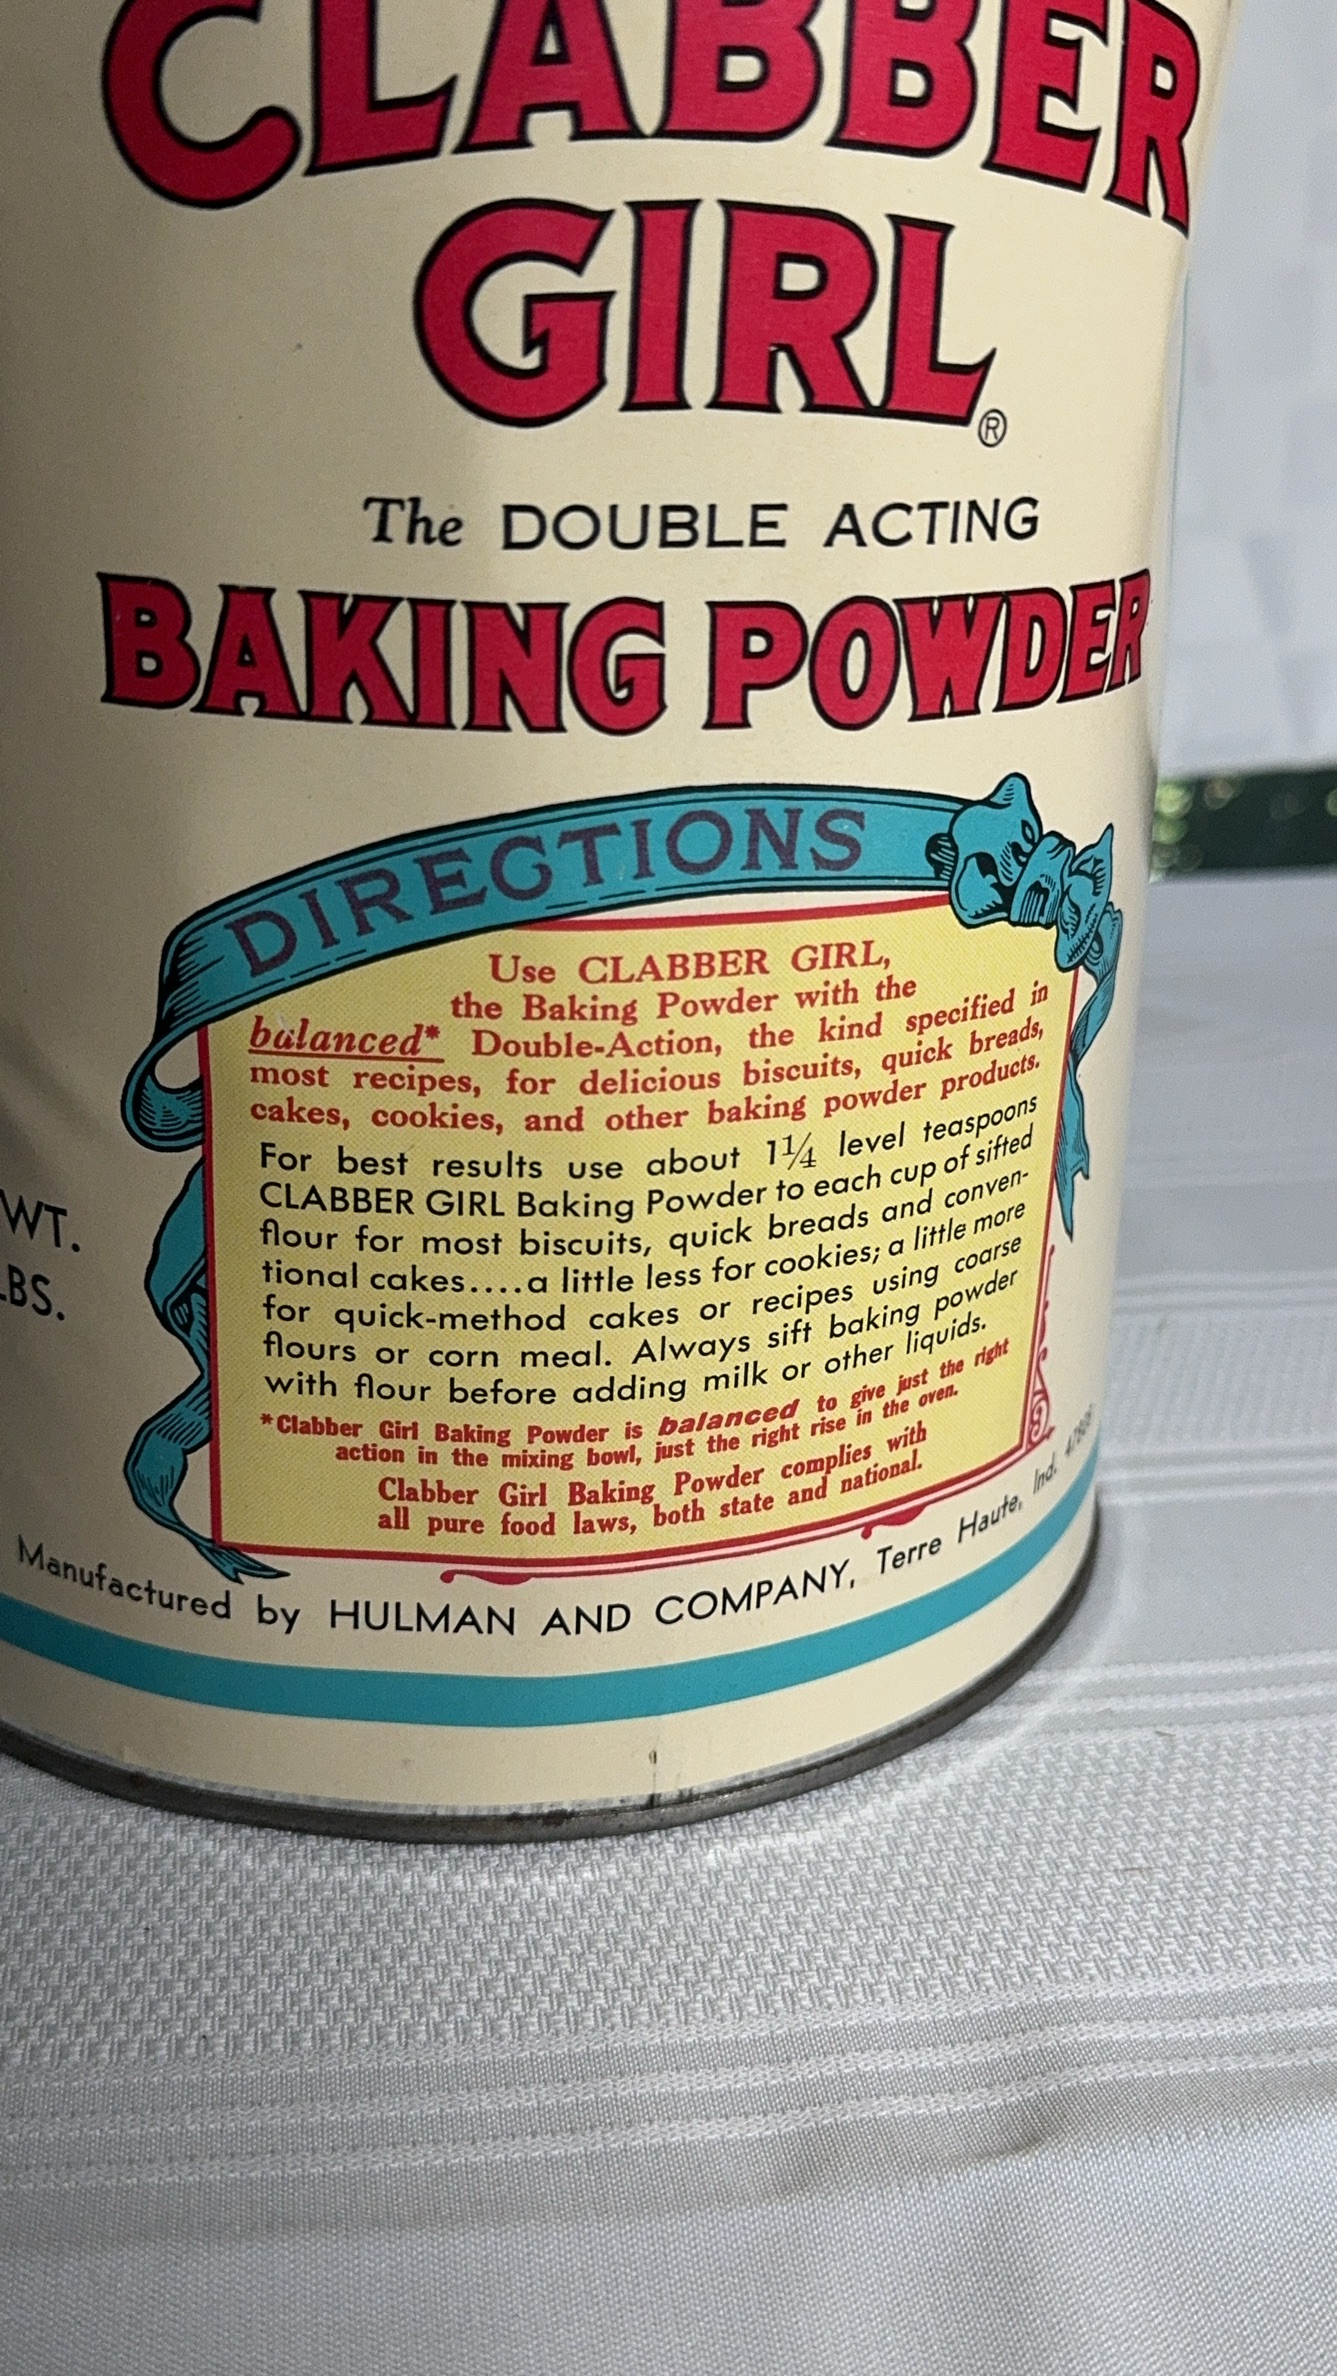 CLABBER
GIRL®
The DOUBLE ACTING
BAKING POWDER
DIRECTIONS
Use CLABBER GIRL,
the Baking Powder with the
balanced* Double-Action, the kind specified in
most recipes, for delicious biscuits, quick breads,
cakes, cookies, and other baking powder products.
For best results use about 1¼ level teaspoons
CLABBER GIRL Baking Powder to each cup of sifted
flour for most biscuits, quick breads and conven-
tional cakes....a little less for cookies; a little more
for quick-method cakes or recipes using coarse
flours or corn meal. Always sift baking powder
with flour before adding milk or other liquids.
*Clabber Girl Baking Powder is balanced to give just the right
action in the mixing bowl, just the right rise in the oven.
Clabber Girl Baking Powder complies with
all pure food laws, both state and national.
WT.
LBS.
Manufactured by HULMAN AND COMPANY, Terre Haute, Ind. 47808